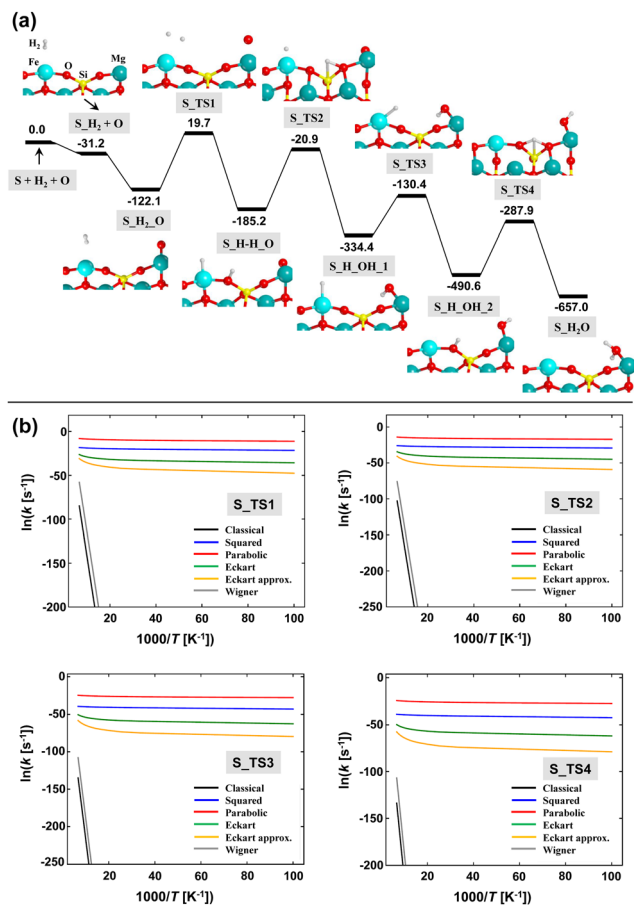 (a)
H₂
Fe
O
Si
Mg
S_H₂ + O
0.0
-31.2
S + H₂ + O
-122.1
S_H₂_O
S_TS1
19.7
-185.2
S_H-H_O
S_TS2
-20.9
-334.4
S_H_OH_1
S_TS3
-130.4
-490.6
S_H_OH_2
S_TS4
-287.9
-657.0
S_H₂O
(b)
ln(k [s⁻¹])
0
-50
-100
-150
-200
S_TS1
Classical
Squared
Parabolic
Eckart
Eckart approx.
Wigner
20 40 60 80 100
1000/T [K⁻¹]
ln(k [s⁻¹])
0
-50
-100
-150
-200
-250
S_TS2
Classical
Squared
Parabolic
Eckart
Eckart approx.
Wigner
20 40 60 80 100
1000/T [K⁻¹]
ln(k [s⁻¹])
0
-50
-100
-150
-200
-250
S_TS3
Classical
Squared
Parabolic
Eckart
Eckart approx.
Wigner
20 40 60 80 100
1000/T [K⁻¹]
ln(k [s⁻¹])
0
-50
-100
-150
-200
S_TS4
Classical
Squared
Parabolic
Eckart
Eckart approx.
Wigner
20 40 60 80 100
1000/T [K⁻¹]